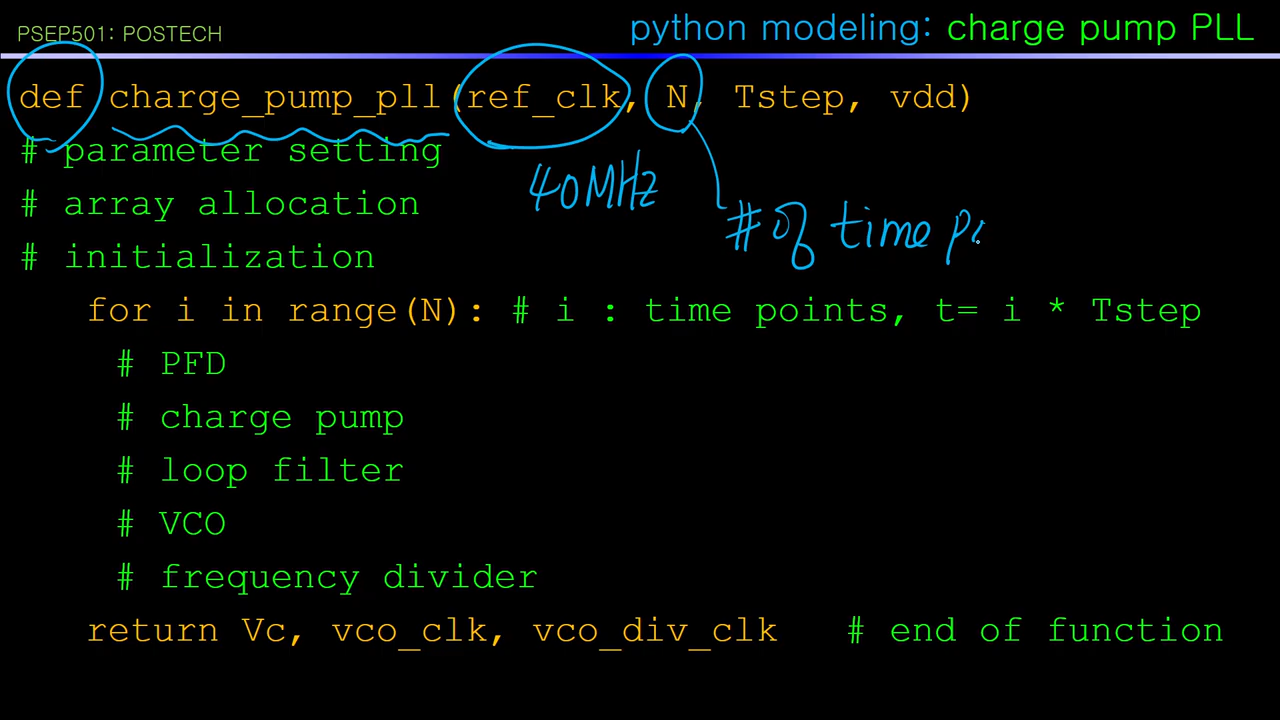 PSEP501: POSTECH
python modeling: charge pump PLL
def charge_pump_pll(ref_clk, N, Tstep, vdd)
# parameter setting
40MHz
# array allocation
# of time
# initialization
for i in range(N): # i : time points, t= i * Tstep
# PFD
# charge pump
# loop filter
# VCO
# frequency divider
return Vc, vco_clk, vco_div_clk # end of function